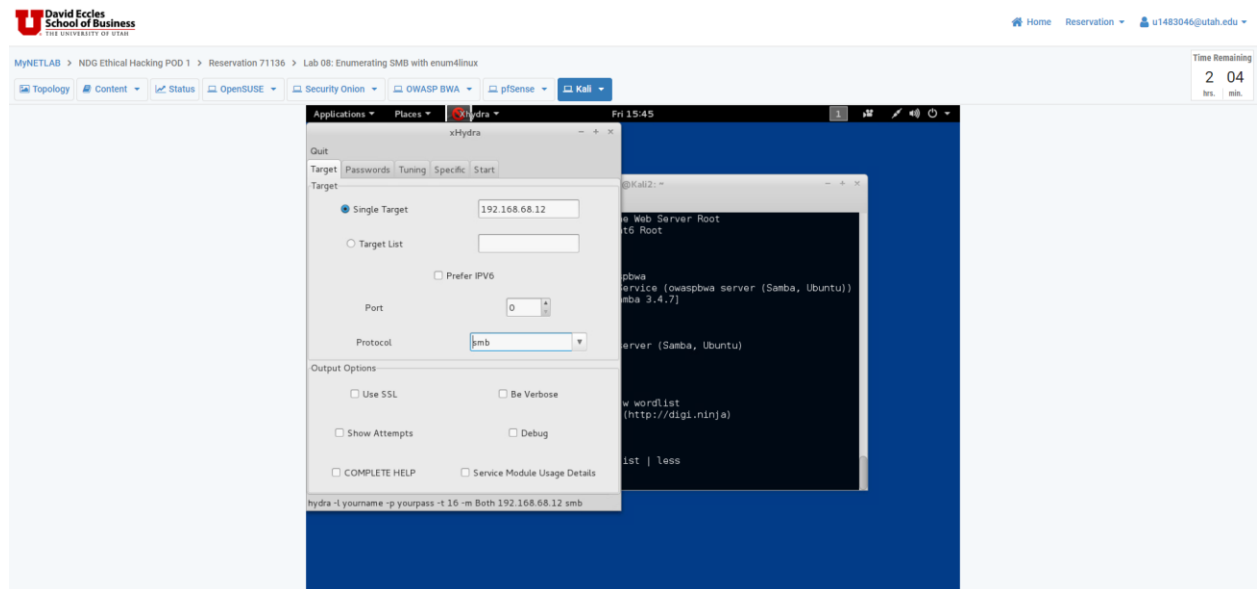 David Eccles
School of Business
THE UNIVERSITY OF UTAH
Home Reservation u1483046@utah.edu
MyNETLAB > NDG Ethical Hacking POD 1 > Reservation 71136 > Lab 08: Enumerating SMB with enum4linux
Time Remaining
2 04
hrs. min.
Topology Content Status OpenSUSE Security Onion OWASP BWA pfSense Kali
Applications Places xHydra Fri 15:45 1
xHydra
Quit
Target Passwords Tuning Specific Start
Target
Single Target 192.168.68.12
Target List
Prefer IPV6
Port 0
Protocol smb
Output Options
Use SSL Be Verbose
Show Attempts Debug
COMPLETE HELP Service Module Usage Details
hydra -l yourname -p yourpass -t 16 -m Both 192.168.68.12 smb
@Kali2: ~
e Web Server Root
t6 Root
spbwa
Service (owaspbwa server (Samba, Ubuntu))
mba 3.4.7]
erver (Samba, Ubuntu)
w wordlist
(http://digi.ninja)
ist | less